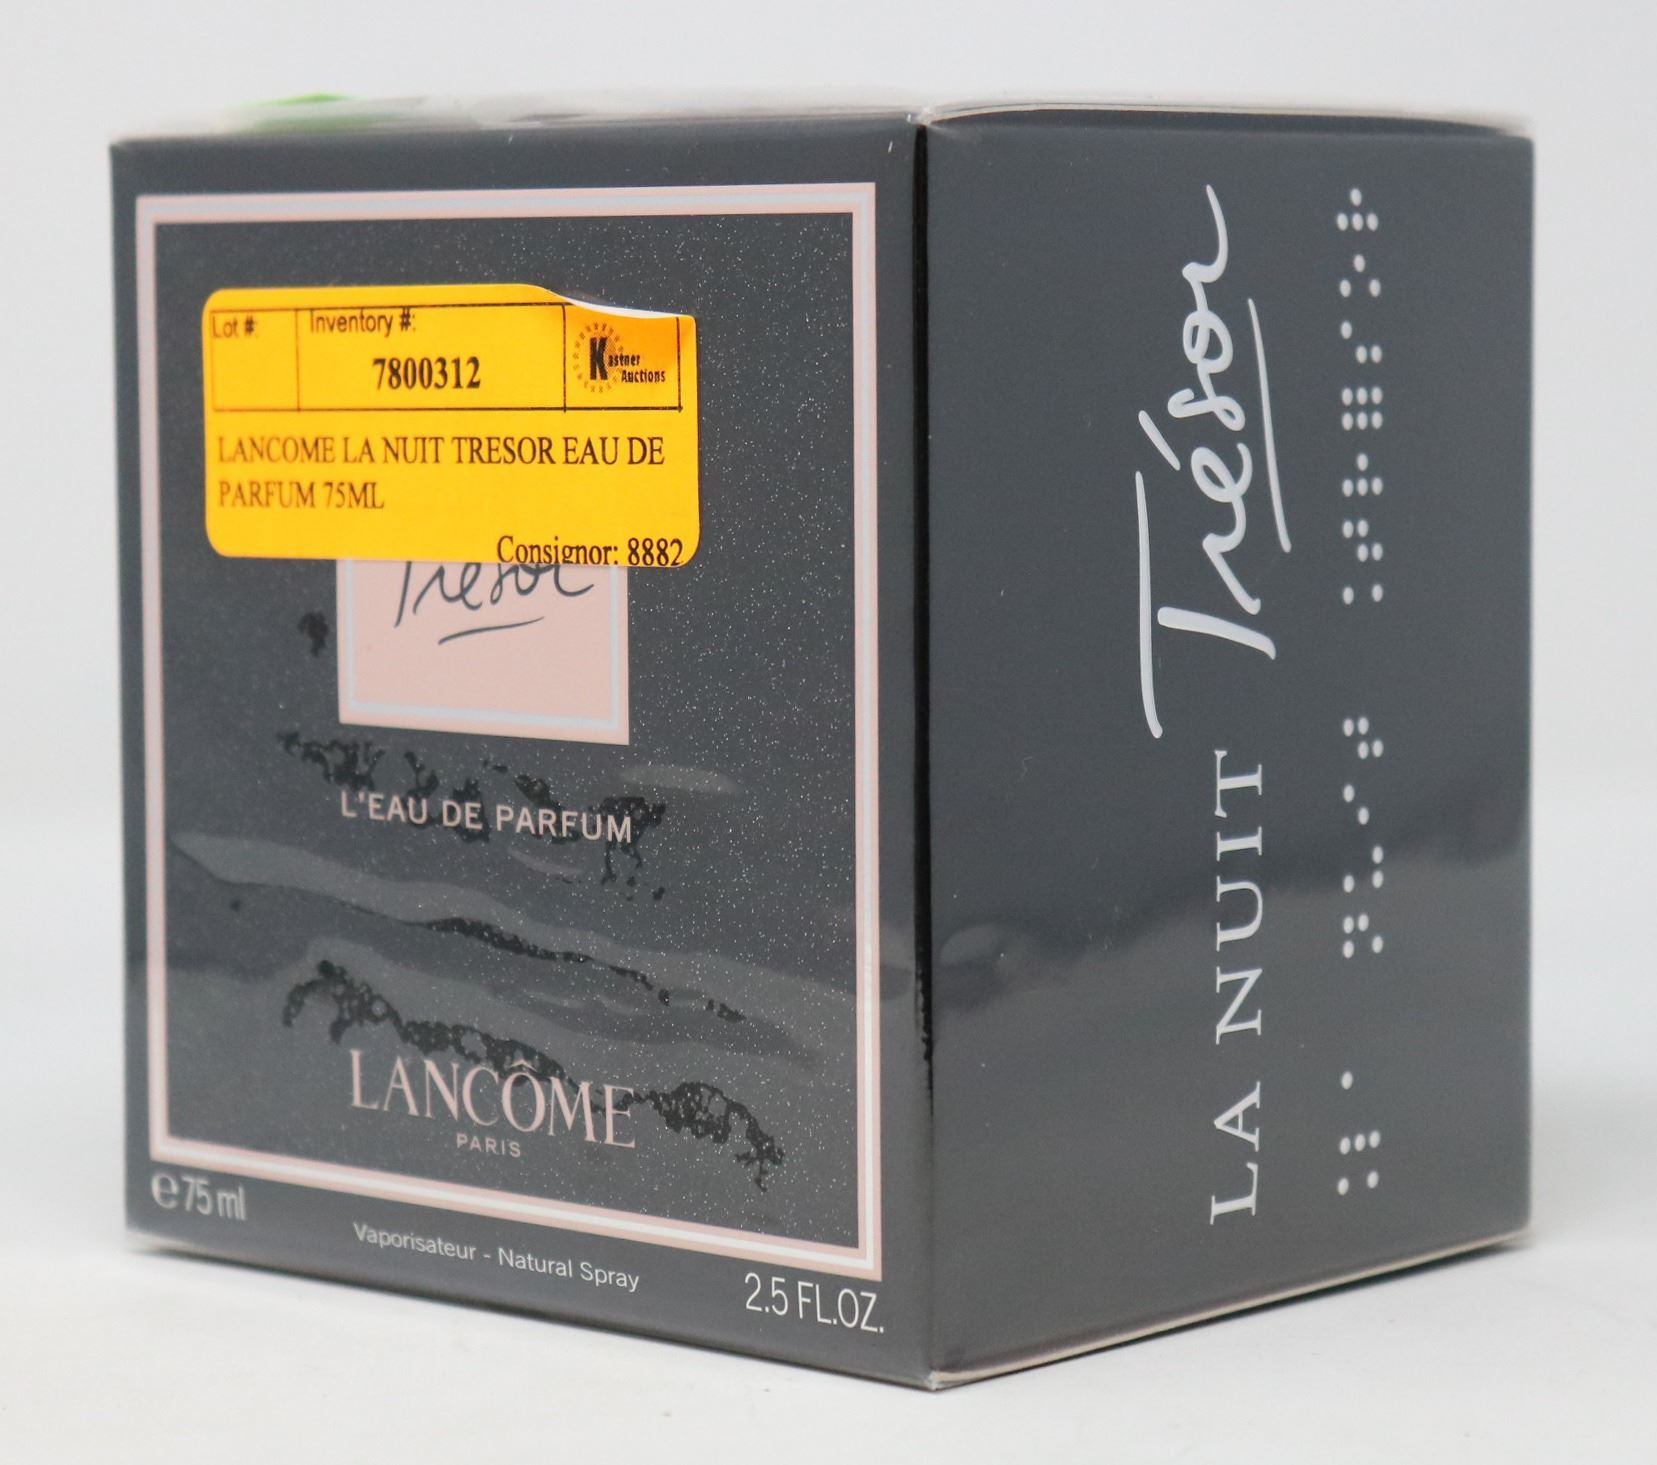 Lot #:
Inventory #:
7800312
Kastner
Auctions
LANCOME LA NUIT TRESOR EAU DE
PARFUM 75ML
Consignor: 8882
Trésor
L'EAU DE PARFUM
LANCÔME
PARIS
℮ 75 ml
Vaporisateur - Natural Spray
2.5 FL.OZ.
LA NUIT Trésor